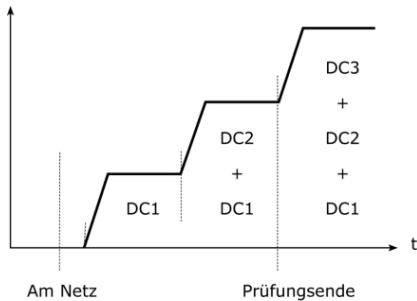 DC3
+
DC2
+
DC1
DC2
+
DC1
DC1
t
Am Netz
Prüfungsende